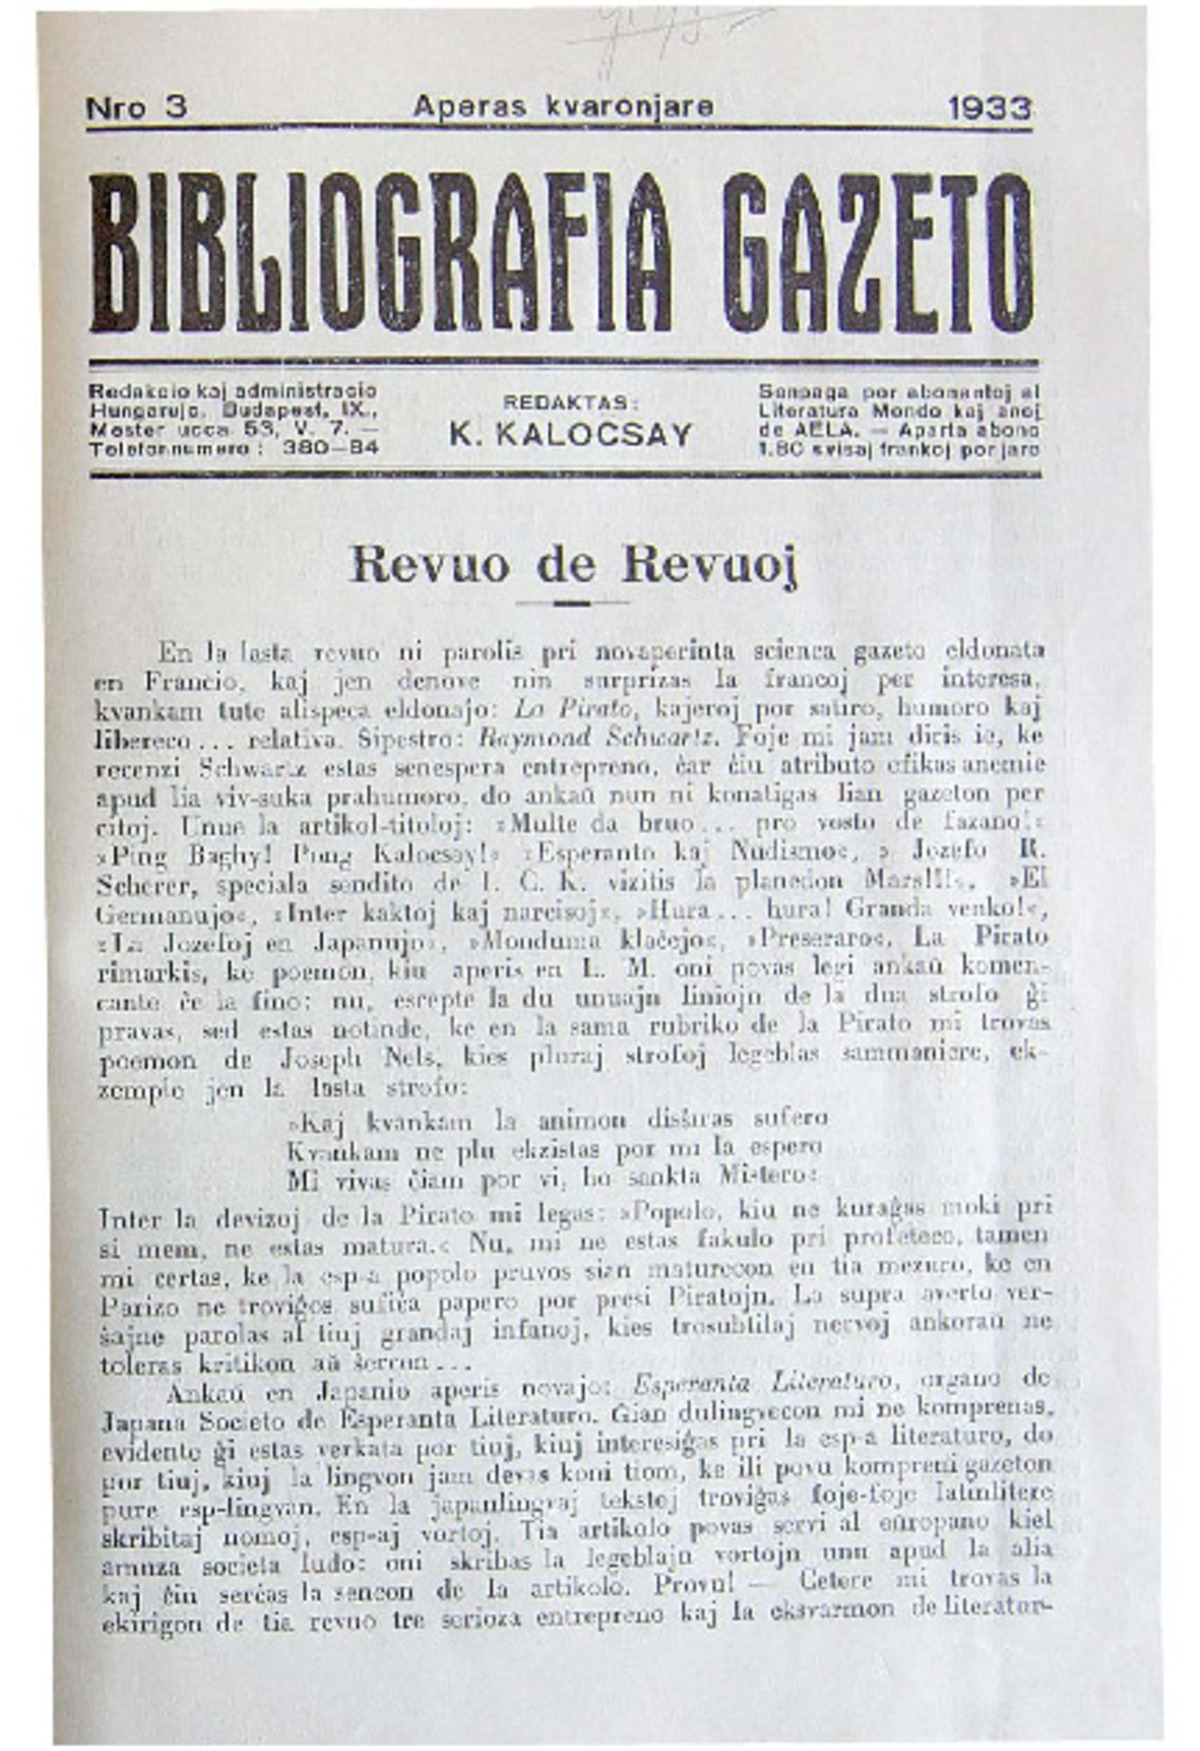 Nro 3 Aperas kvaronjare 1933
BIBLIOGRAFIA GAZETO
Redakcio kaj administracio
Hungarujo, Budapest, IX.,
Mester ucca 53, V. 7. —
Telefonnumero : 380—84
REDAKTAS:
K. KALOCSAY
Senpaga por abonantoj al
Literatura Mondo kaj anoj
de AELA. — Aparta abono
1.80 svisaj frankoj por jaro
Revuo de Revuoj
En la lasta revuo ni parolis pri novaperinta scienca gazeto eldonata
en Francio, kaj jen denove nin surprizas la francoj per interesa,
kvankam tute alispeca eldonaĵo: La Pirato, kajeroj por satiro, humoro kaj
libereco... relativa. Ŝipestro: Raymond Schwartz. Foje mi jam diris ie, ke
recenzi Schwartz estas senespera entrepreno, ĉar ĉiu atributo efikas anemie
apud lia viv-suka prahumoro, do ankaŭ nun ni konatigas lian gazeton per
citoj. Unue la artikol-titoloj: »Multe da bruo... pro vosto de fazano!«
»Ping Baghy! Pong Kalocsay!« »Esperanto kaj Nudismo«, » Jozefo R.
Scherer, speciala sendito de I. C. K. vizitis la planedon Mars!!!«, »El
Germanujo«, »Inter kaktoj kaj narcisoj«, »Hura... hura! Granda venko!«,
»La Jozefoj en Japanujo«, »Monduma klaĉejo«, »Preseraro«. La Pirato
rimarkis, ke poemon, kiu aperis en L. M. oni povas legi ankaŭ komen-
cante ĉe la fino: nu, escepte la du unuajn liniojn de la dua strofo ĝi
pravas, sed estas notinde, ke en la sama rubriko de la Pirato mi trovas
poemon de Joseph Nels, kies pluraj strofoj legeblas sammaniere, ek-
zemple jen la lasta strofo:
»Kaj kvankam la animon disŝiras sufero
Kvankam ne plu ekzistas por mi la espero
Mi vivas ĉiam por vi, ho sankta Mistero«
Inter la devizoj de la Pirato mi legas: »Popolo, kiu ne kuraĝas moki pri
si mem, ne estas matura.« Nu, mi ne estas fakulo pri profeteco, tamen
mi certas, ke la esp-a popolo pruvos sian maturecon en tia mezuro, ke en
Parizo ne troviĝos sufiĉa papero por presi Piratojn. La supra averto ver-
ŝajne parolas al tiuj grandaj infanoj, kies trosubtilaj nervoj ankoraŭ ne
toleras kritikon aŭ ŝercon...
Ankaŭ en Japanio aperis novaĵo: Esperanta Literaturo, organo de
Japana Societo de Esperanta Literaturo. Ĝian dulingvecon mi ne komprenas,
evidente ĝi estas verkata por tiuj, kiuj interesiĝas pri la esp-a literaturo, do
por tiuj, kiuj la lingvon jam devas koni tiom, ke ili povu kompreni gazeton
pure esp-lingvan. En la japanlingvaj tekstoj troviĝas foje-foje latinlitere
skribitaj nomoj, esp-aj vortoj. Tia artikolo povas servi al eŭropano kiel
amuza societa ludo: oni skribas la legeblajn vortojn unu apud la alia
kaj ĉiu serĉas la sencon de la artikolo. Provu! — Cetere mi trovas la
ekirigon de tia revuo tre serioza entrepreno kaj la eksvarmon de literator-